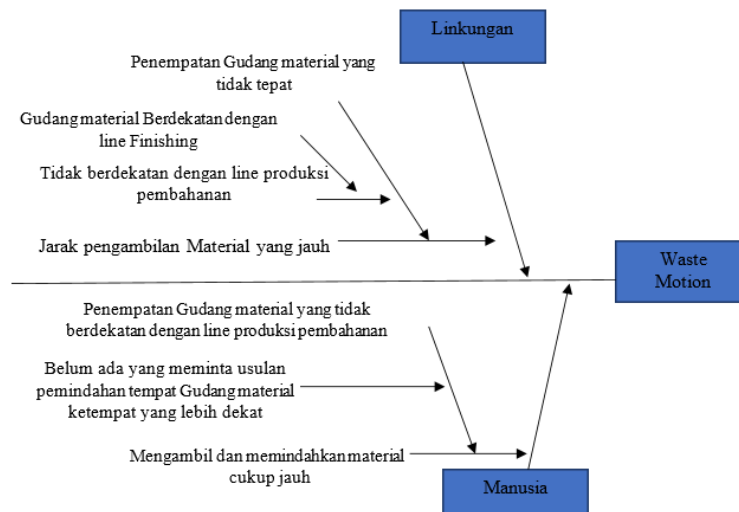 Linkungan
Penempatan Gudang material yang
tidak tepat
Gudang material Berdekatan dengan
line Finishing
Tidak berdekatan dengan line produksi
pembahanan
Jarak pengambilan Material yang jauh
Waste
Motion
Penempatan Gudang material yang tidak
berdekatan dengan line produksi pembahanan
Belum ada yang meminta usulan
pemindahan tempat Gudang material
ketempat yang lebih dekat
Mengambil dan memindahkan material
cukup jauh
Manusia